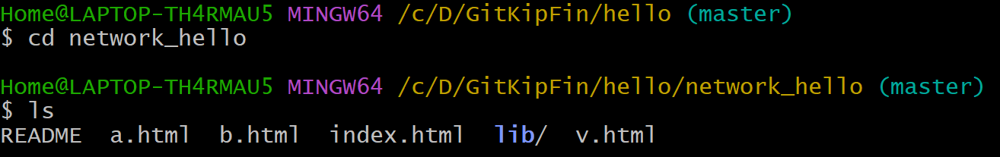 Home@LAPTOP-TH4RMAU5 MINGW64 /c/D/GitKipFin/hello (master)
$ cd network_hello
Home@LAPTOP-TH4RMAU5 MINGW64 /c/D/GitKipFin/hello/network_hello (master)
$ ls
README  a.html  b.html  index.html  lib/  v.html